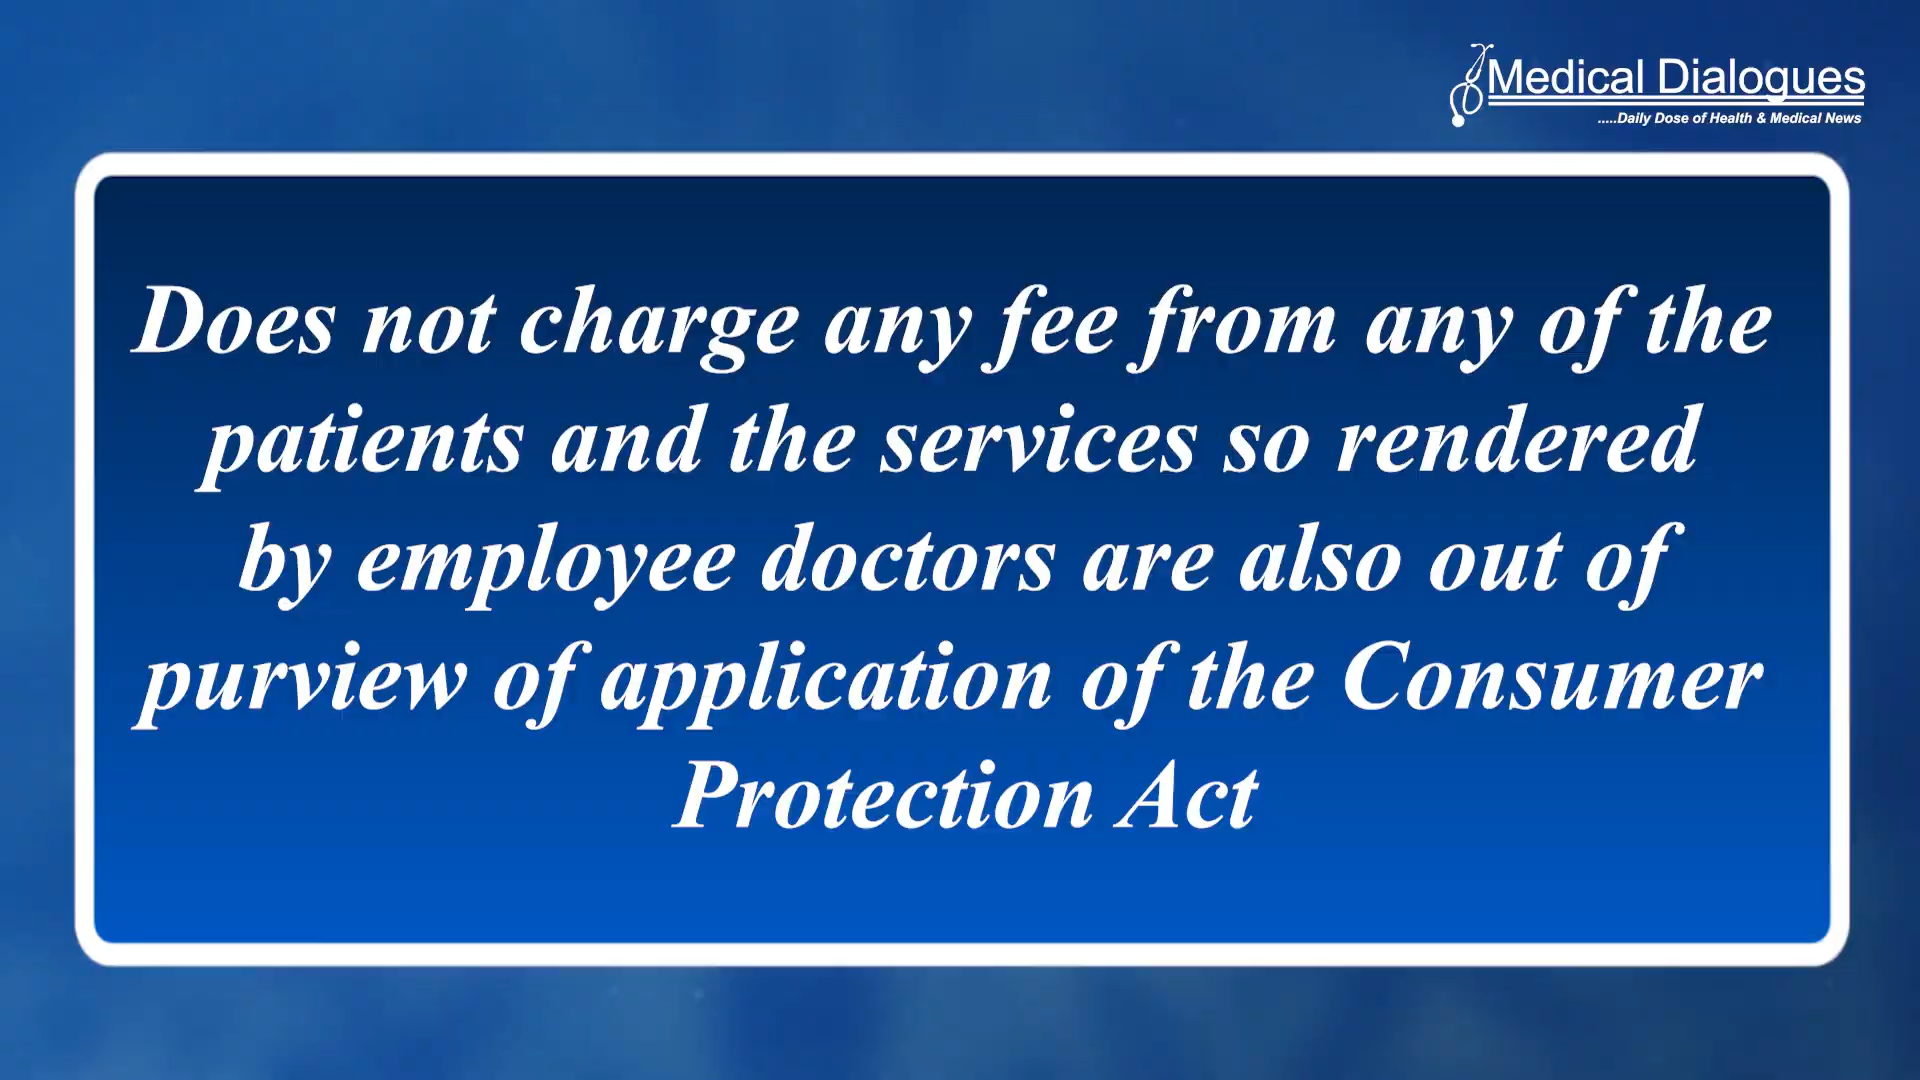 Medical Dialogues
.....Daily Dose of Health & Medical News
Does not charge any fee from any of the
patients and the services so rendered
by employee doctors are also out of
purview of application of the Consumer
Protection Act